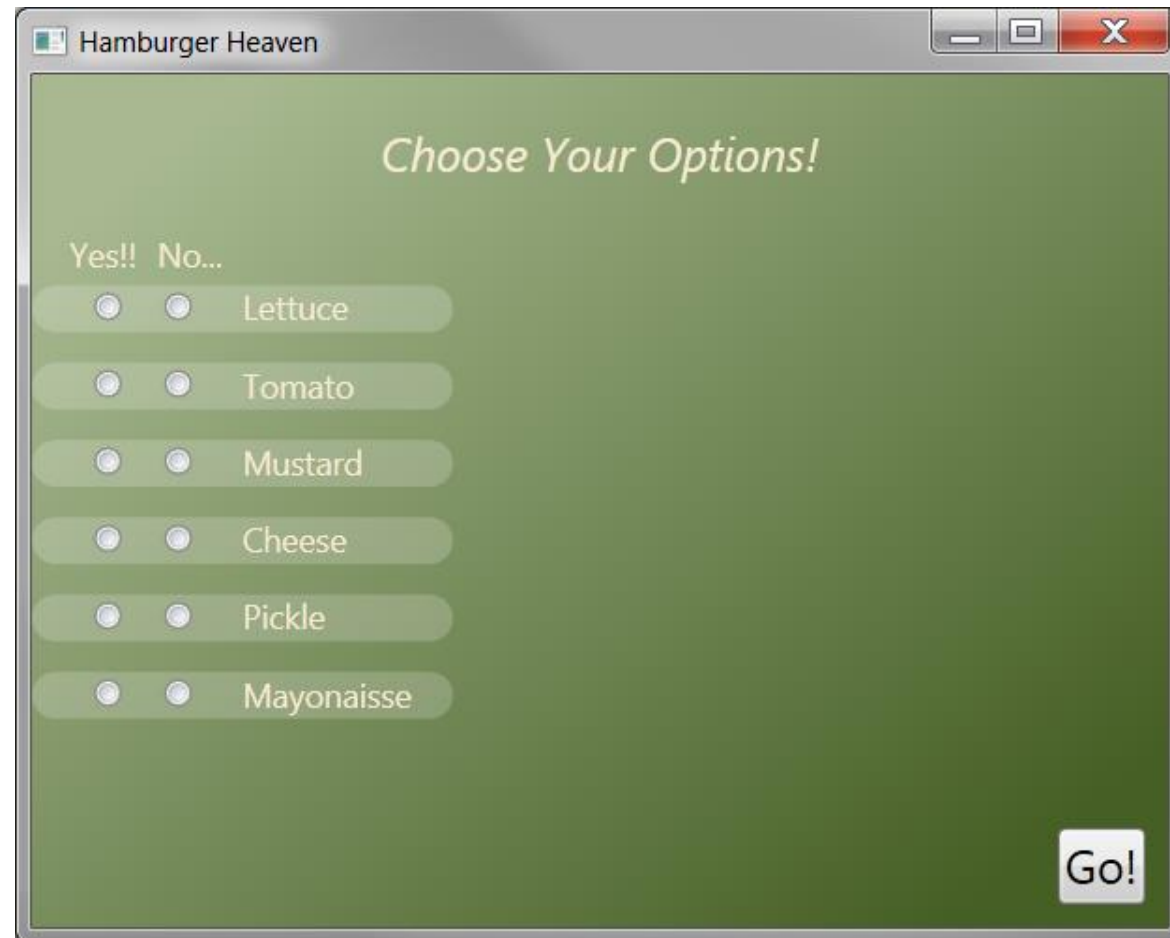 Hamburger Heaven
Choose Your Options!
Yes!! No...
Lettuce
Tomato
Mustard
Cheese
Pickle
Mayonaisse
Go!